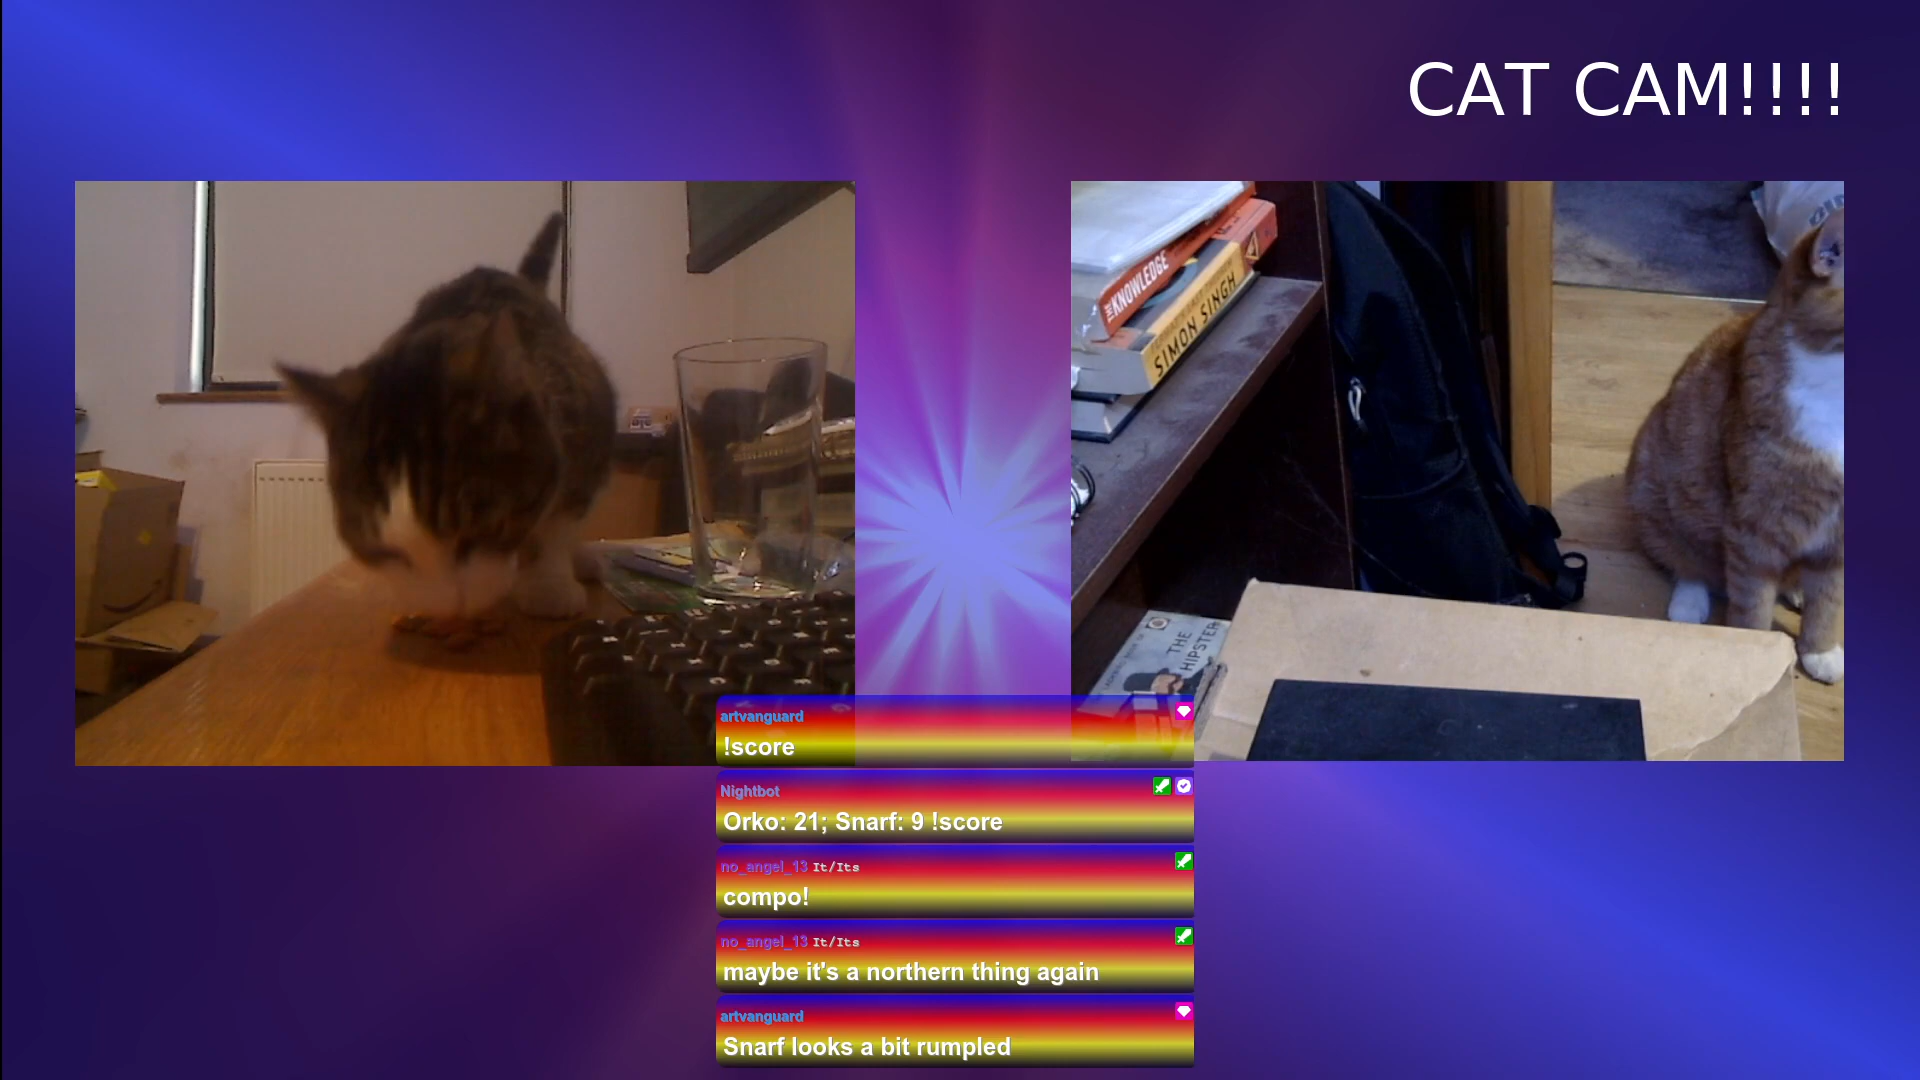 CAT CAM!!!!
THE KNOWLEDGE
SIMON SINGH
THE
HIPSTER
artvanguard
!score
Nightbot
Orko: 21; Snarf: 9 !score
no_angel_13 It/Its
compo!
no_angel_13 It/Its
maybe it's a northern thing again
artvanguard
Snarf looks a bit rumpled